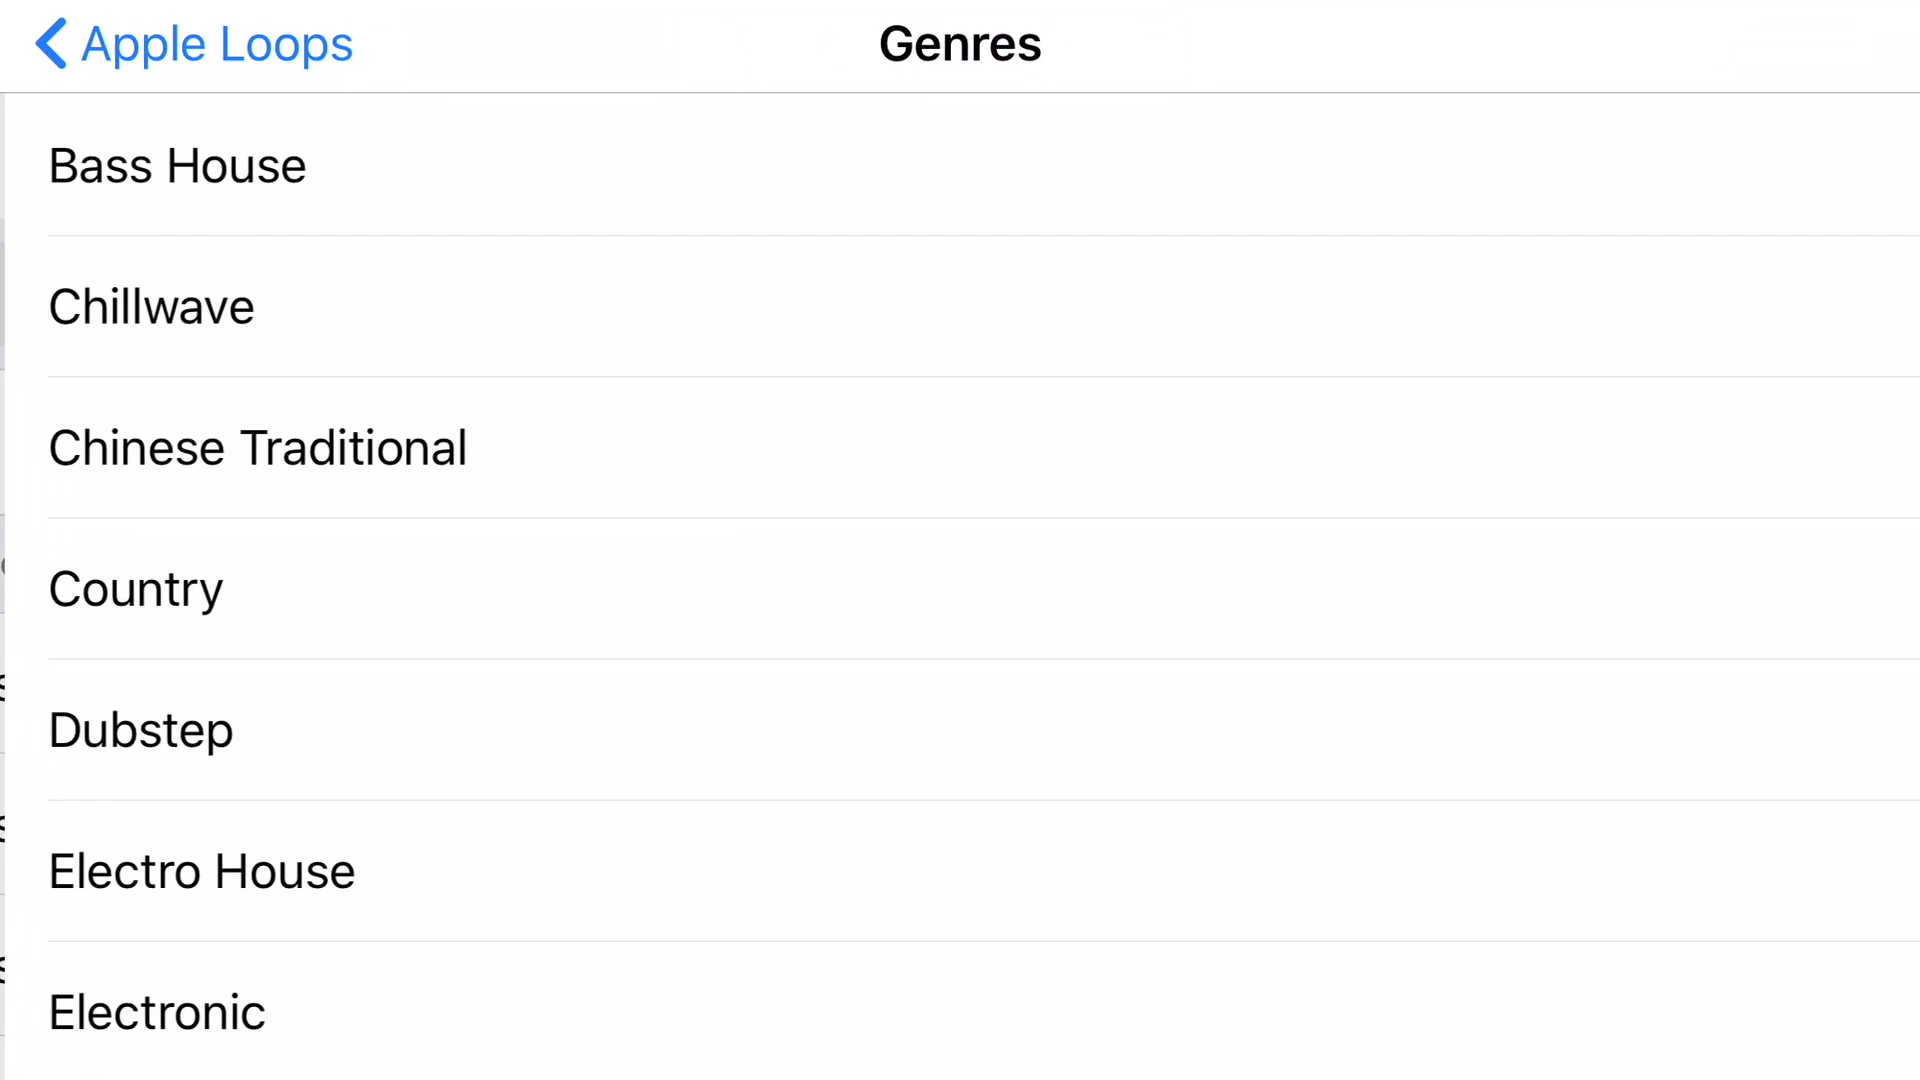 Apple Loops
Genres
Bass House
Chillwave
Chinese Traditional
Country
Dubstep
Electro House
Electronic